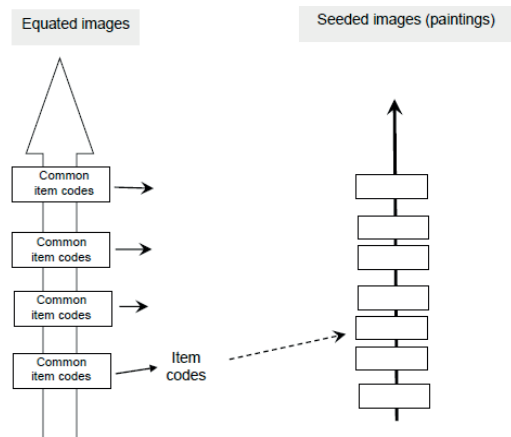 Equated images
Seeded images (paintings)
Common
item codes
Common
item codes
Common
item codes
Common
item codes
Item
codes